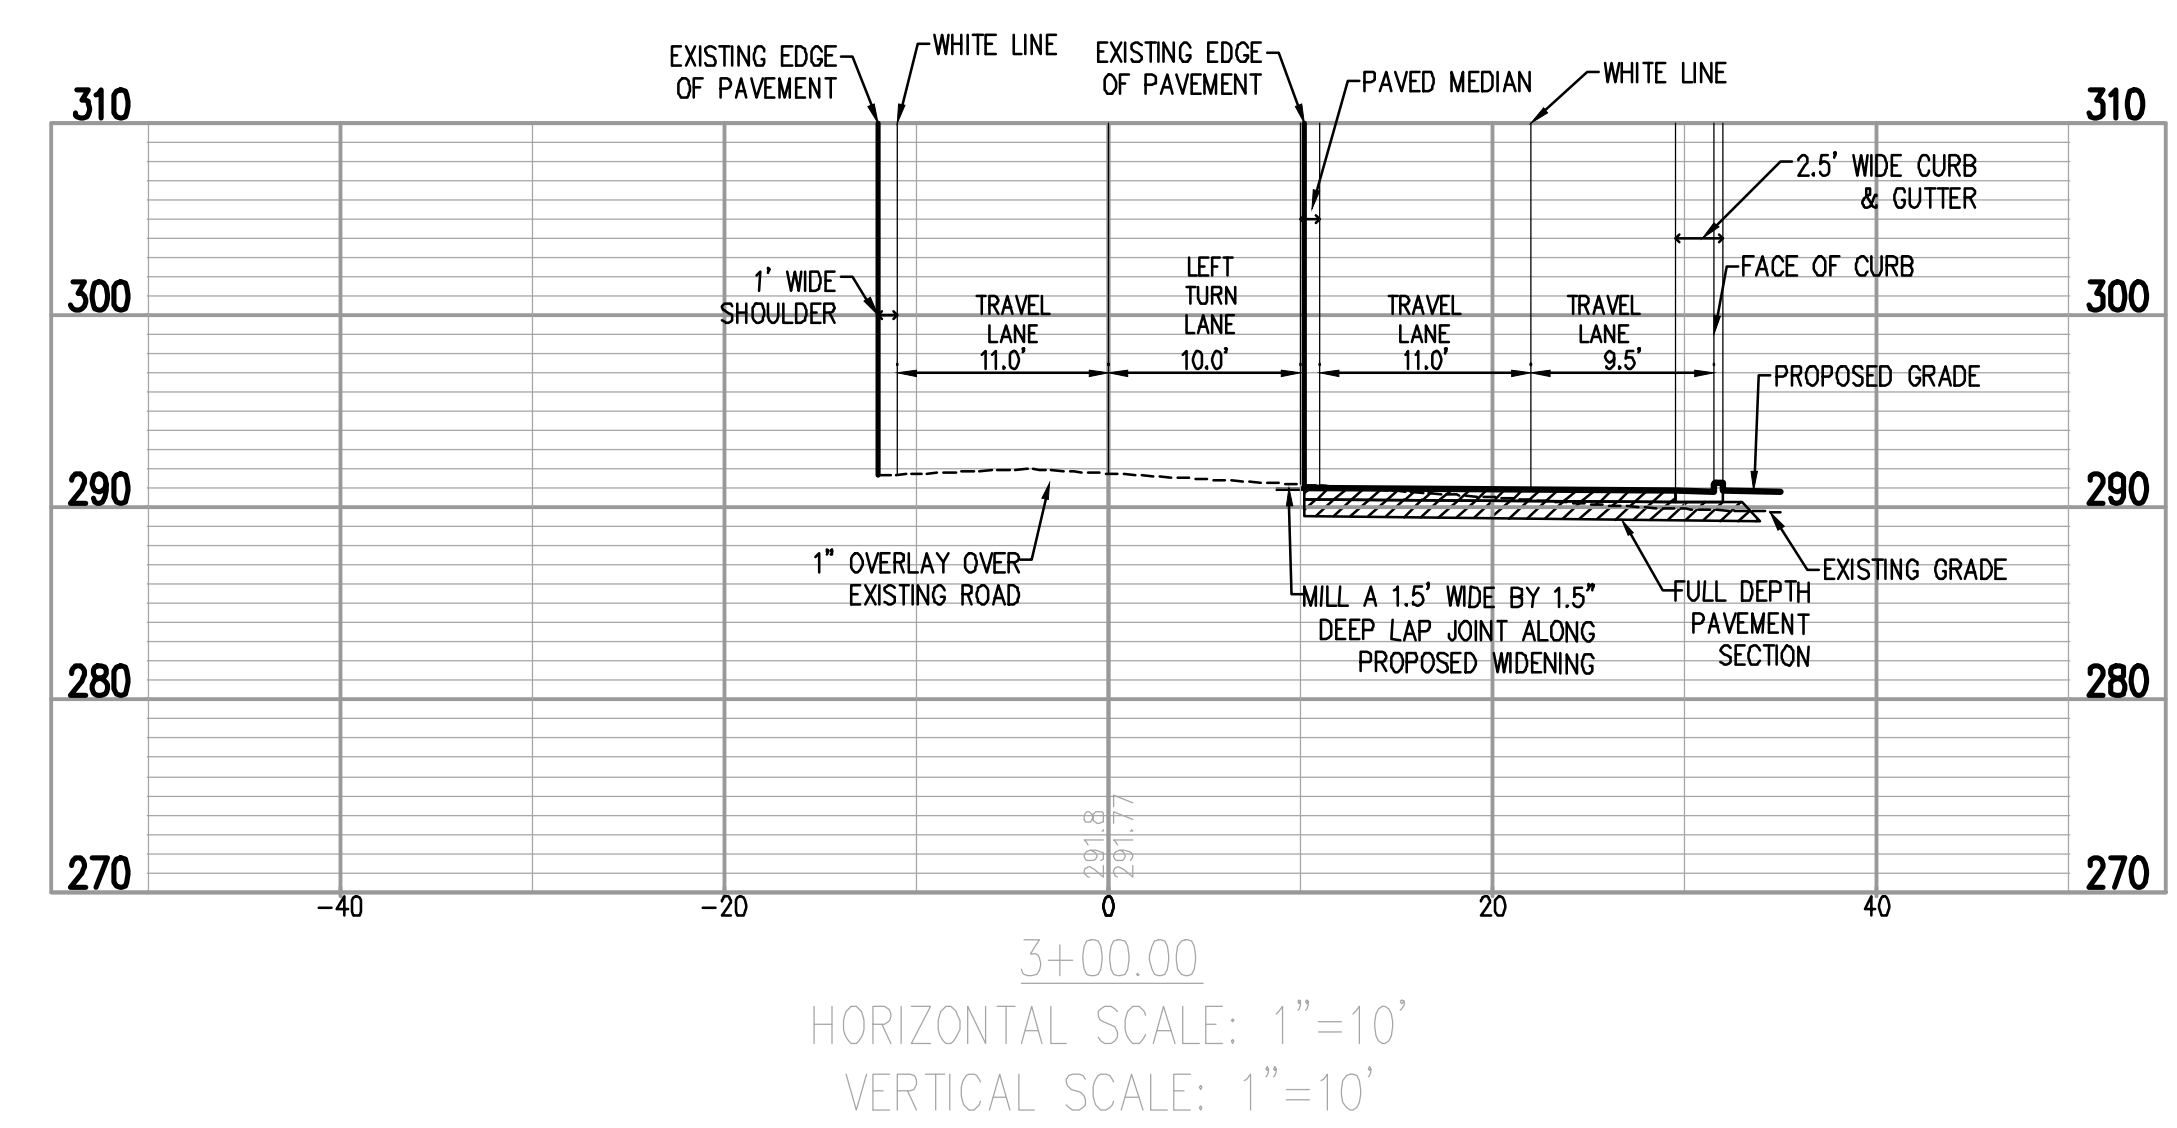 EXISTING EDGE
OF PAVEMENT
WHITE LINE
EXISTING EDGE
OF PAVEMENT
PAVED MEDIAN
WHITE LINE
310
310
2.5' WIDE CURB
& GUTTER
FACE OF CURB
1' WIDE
SHOULDER
300
300
TRAVEL
LANE
11.0'
LEFT
TURN
LANE
10.0'
TRAVEL
LANE
11.0'
TRAVEL
LANE
9.5'
PROPOSED GRADE
290
290
1" OVERLAY OVER
EXISTING ROAD
MILL A 1.5' WIDE BY 1.5"
DEEP LAP JOINT ALONG
PROPOSED WIDENING
FULL DEPTH
PAVEMENT
SECTION
EXISTING GRADE
280
280
291.8
291.77
270
270
-40
-20
0
20
40
3+00.00
HORIZONTAL SCALE: 1"=10'
VERTICAL SCALE: 1"=10'